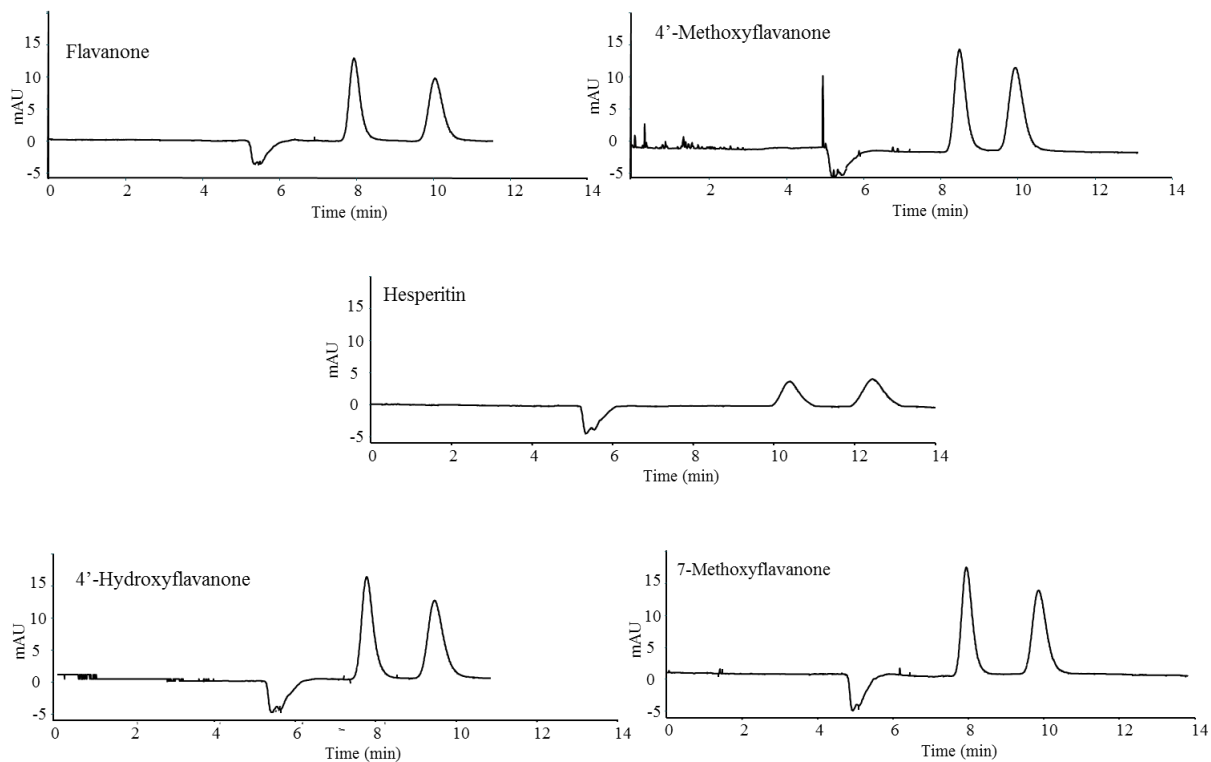 Flavanone
mAU
15
10
5
0
-5
0 2 4 6 8 10 12 14
Time (min)
4’-Methoxyflavanone
mAU
15
10
5
0
-5
2 4 6 8 10 12 14
Time (min)
Hesperitin
mAU
15
10
5
0
-5
0 2 4 6 8 10 12 14
Time (min)
4’-Hydroxyflavanone
mAU
15
10
5
0
-5
0 2 4 6 8 10 12 14
Time (min)
7-Methoxyflavanone
mAU
15
10
5
0
-5
0 2 4 6 8 10 12 14
Time (min)